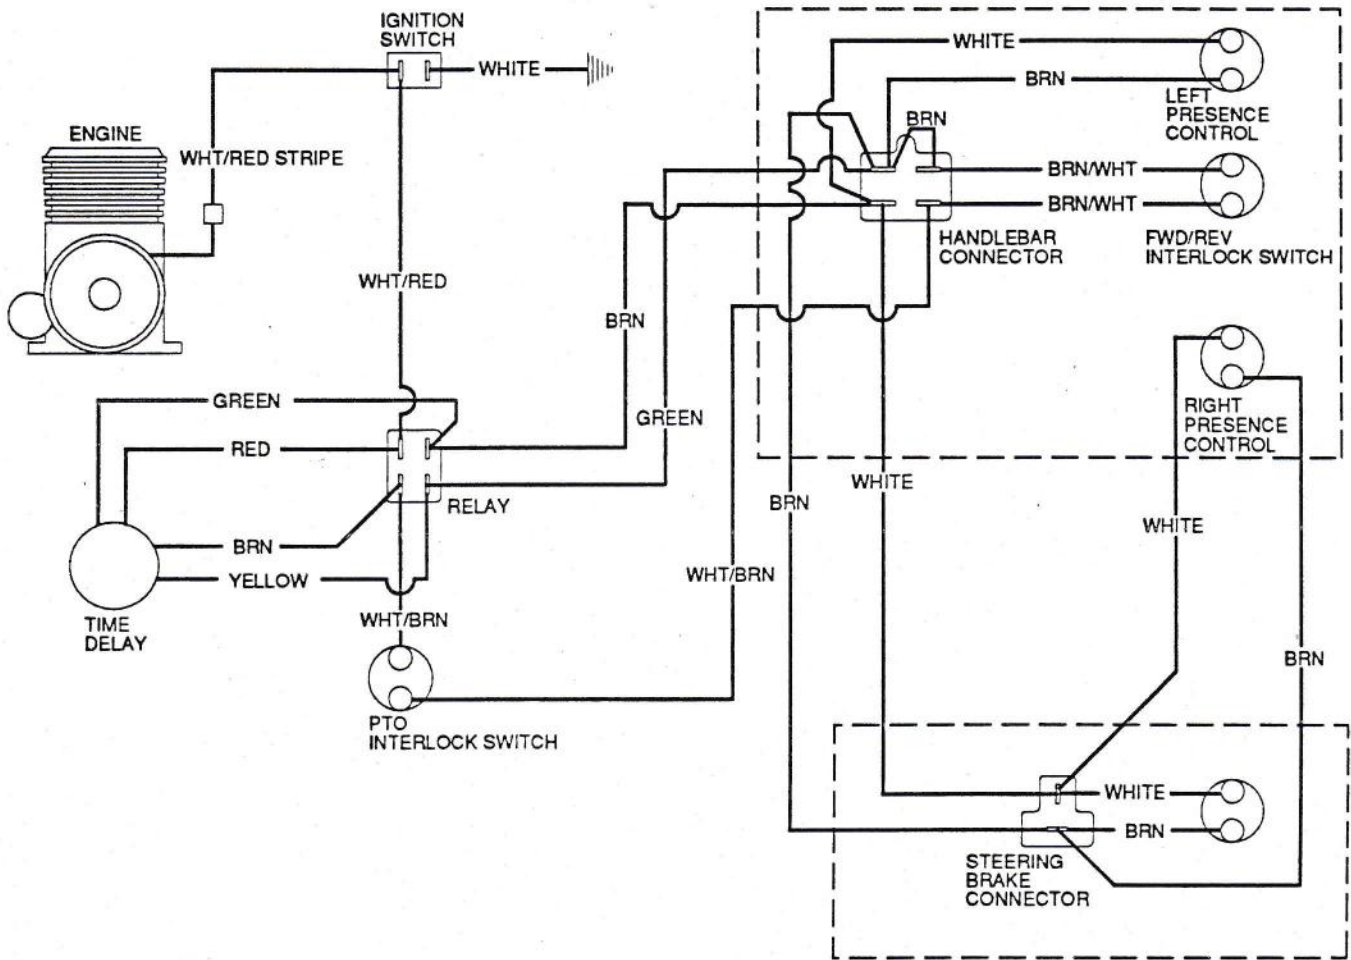 IGNITION
SWITCH
WHITE
WHITE
BRN
LEFT
PRESENCE
CONTROL
BRN
ENGINE
WHT/RED STRIPE
BRN/WHT
BRN/WHT
HANDLEBAR
CONNECTOR
FWD/REV
INTERLOCK SWITCH
WHT/RED
BRN
GREEN
GREEN
RIGHT
PRESENCE
CONTROL
RED
WHITE
BRN
RELAY
WHITE
BRN
YELLOW
WHT/BRN
TIME
DELAY
WHT/BRN
BRN
PTO
INTERLOCK SWITCH
WHITE
BRN
STEERING
BRAKE
CONNECTOR